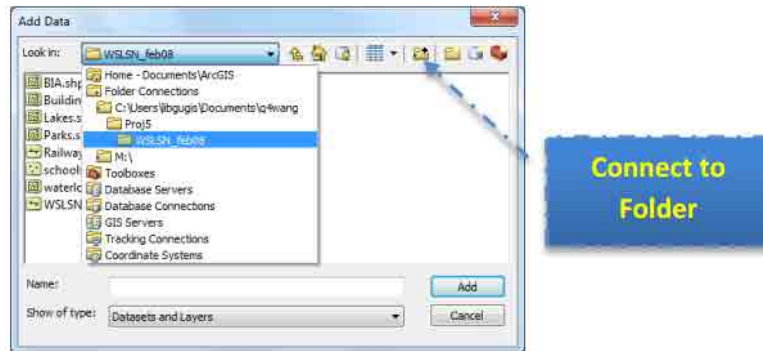 Add Data
Look in: WSLSN_feb08
BIA.shp
Buildin
Lakes.s
Parks.s
Railway
school
waterlo
WSLSN
Home - Documents\ArcGIS
Folder Connections
C:\Users\libgugis\Documents\q4wang
Proj5
WSLSN_feb08
M:\
Toolboxes
Database Servers
Database Connections
GIS Servers
Tracking Connections
Coordinate Systems
Name:
Add
Show of type: Datasets and Layers
Cancel
Connect to
Folder